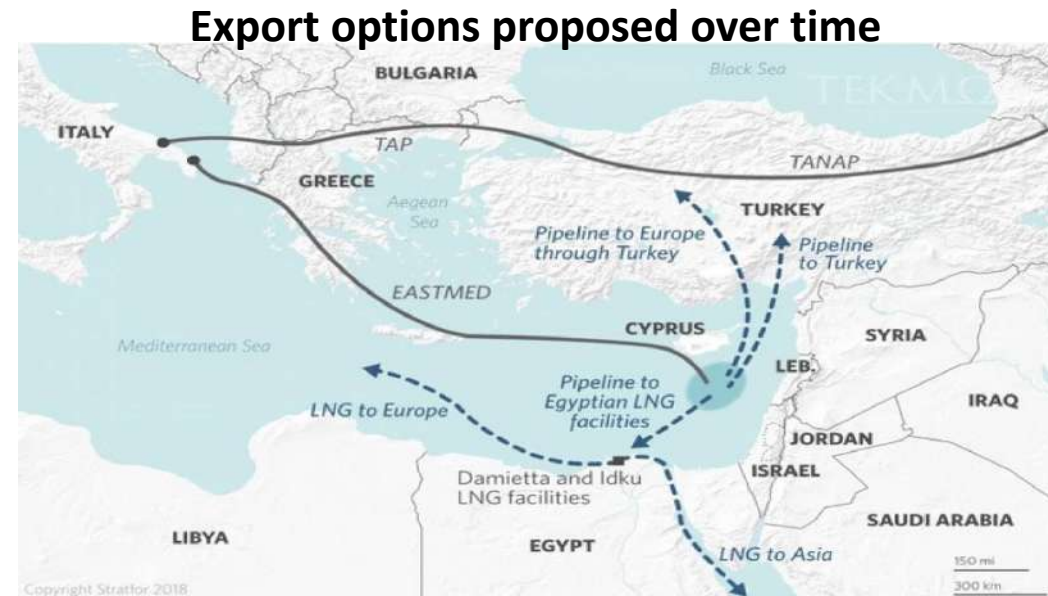 Export options proposed over time
BULGARIA
Black Sea
ΤΕΚ.Μ.Ω
ITALY
TAP
TANAP
GREECE
Aegean
Sea
TURKEY
Pipeline to Europe
through Turkey
Pipeline
to Turkey
EASTMED
CYPRUS
SYRIA
Mediterranean Sea
LEB.
Pipeline to
Egyptian LNG
facilities
IRAQ
LNG to Europe
JORDAN
ISRAEL
Damietta and Idku
LNG facilities
SAUDI ARABIA
LIBYA
EGYPT
LNG to Asia
150 mi
300 km
Copyright Stratfor 2018